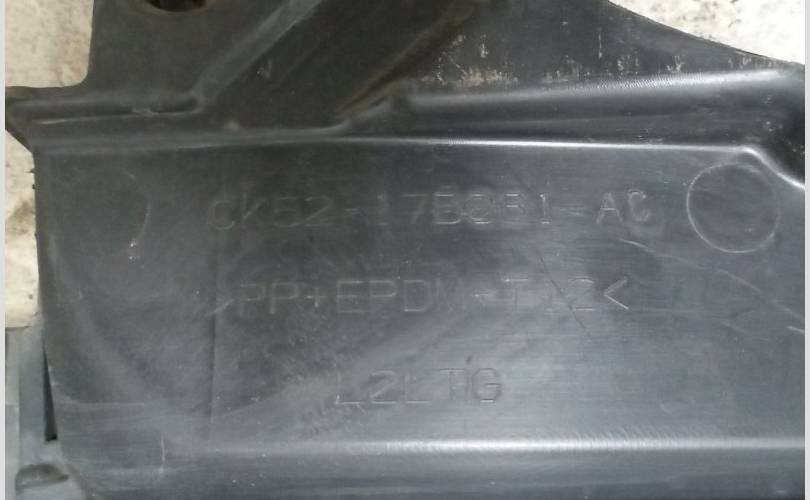 CK52-17B861-AC
>PP+EPDM-T12<
L2LTIG